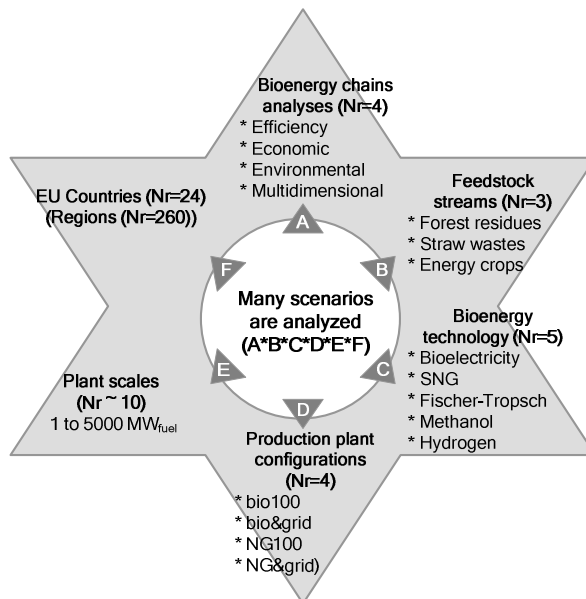 Bioenergy chains
analyses (Nr=4)
* Efficiency
* Economic
* Environmental
* Multidimensional
EU Countries (Nr=24)
(Regions (Nr=260))
Feedstock
streams (Nr=3)
* Forest residues
* Straw wastes
* Energy crops
A
F
B
Many scenarios
are analyzed
(A*B*C*D*E*F)
E
C
D
Bioenergy
technology (Nr=5)
* Bioelectricity
* SNG
* Fischer-Tropsch
* Methanol
* Hydrogen
Plant scales
(Nr ~ 10)
1 to 5000 MWfuel
Production plant
configurations
(Nr=4)
* bio100
* bio&grid
* NG100
* NG&grid)